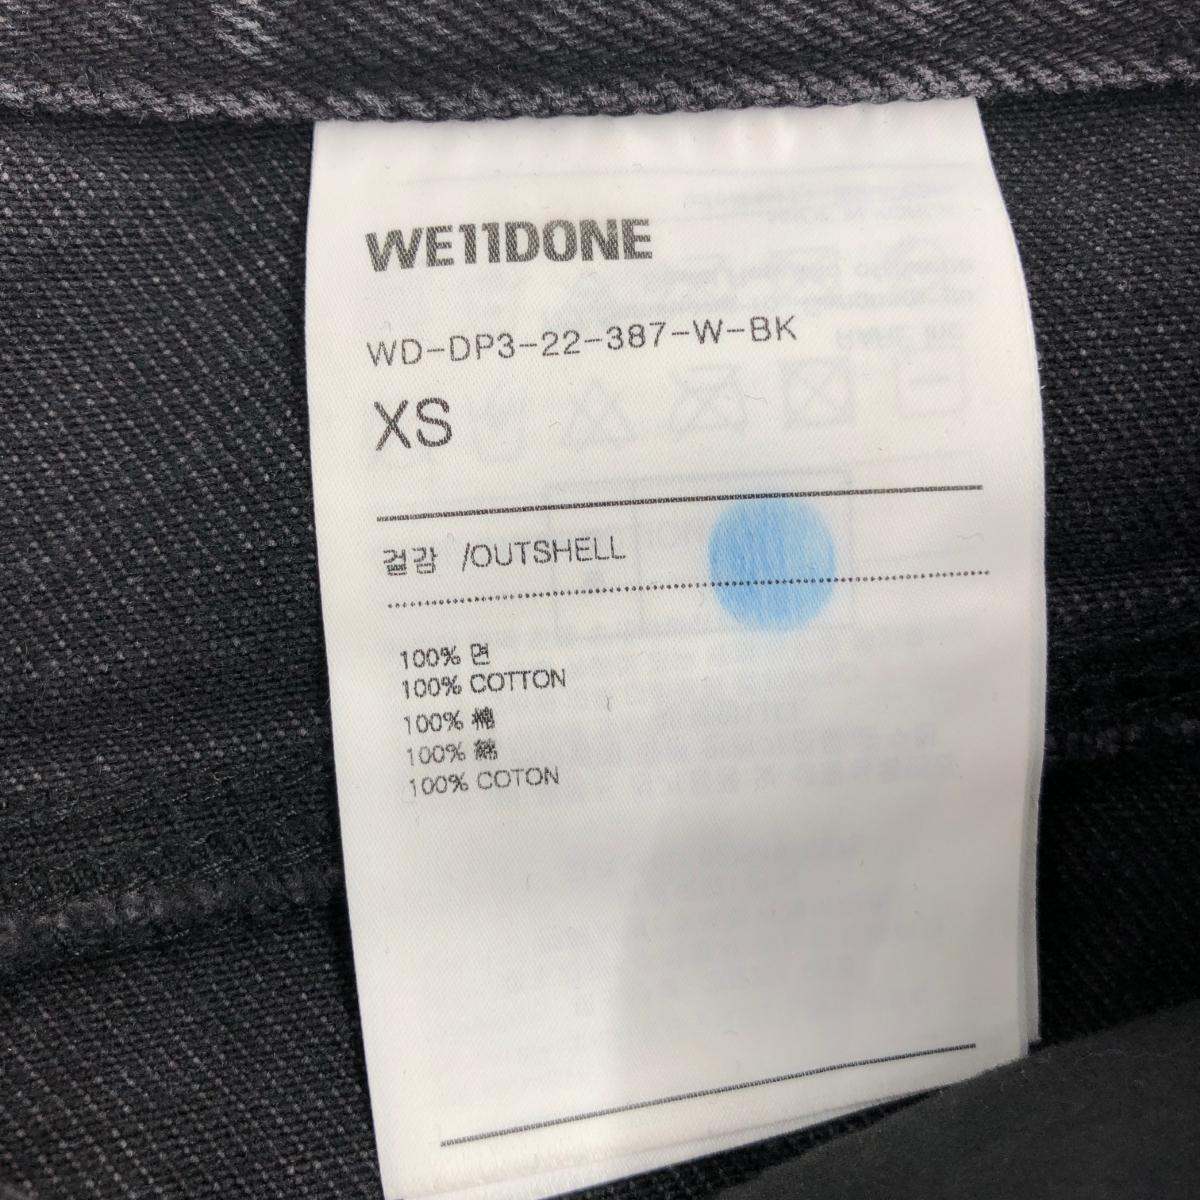 WE11DONE
WD-DP3-22-387-W-BK
XS
겉감 /OUTSHELL
100% 면
100% COTTON
100% 棉
100% 綿
100% COTON